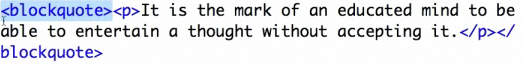 <blockquote><p>It is the mark of an educated mind to be
able to entertain a thought without accepting it.</p></
blockquote>